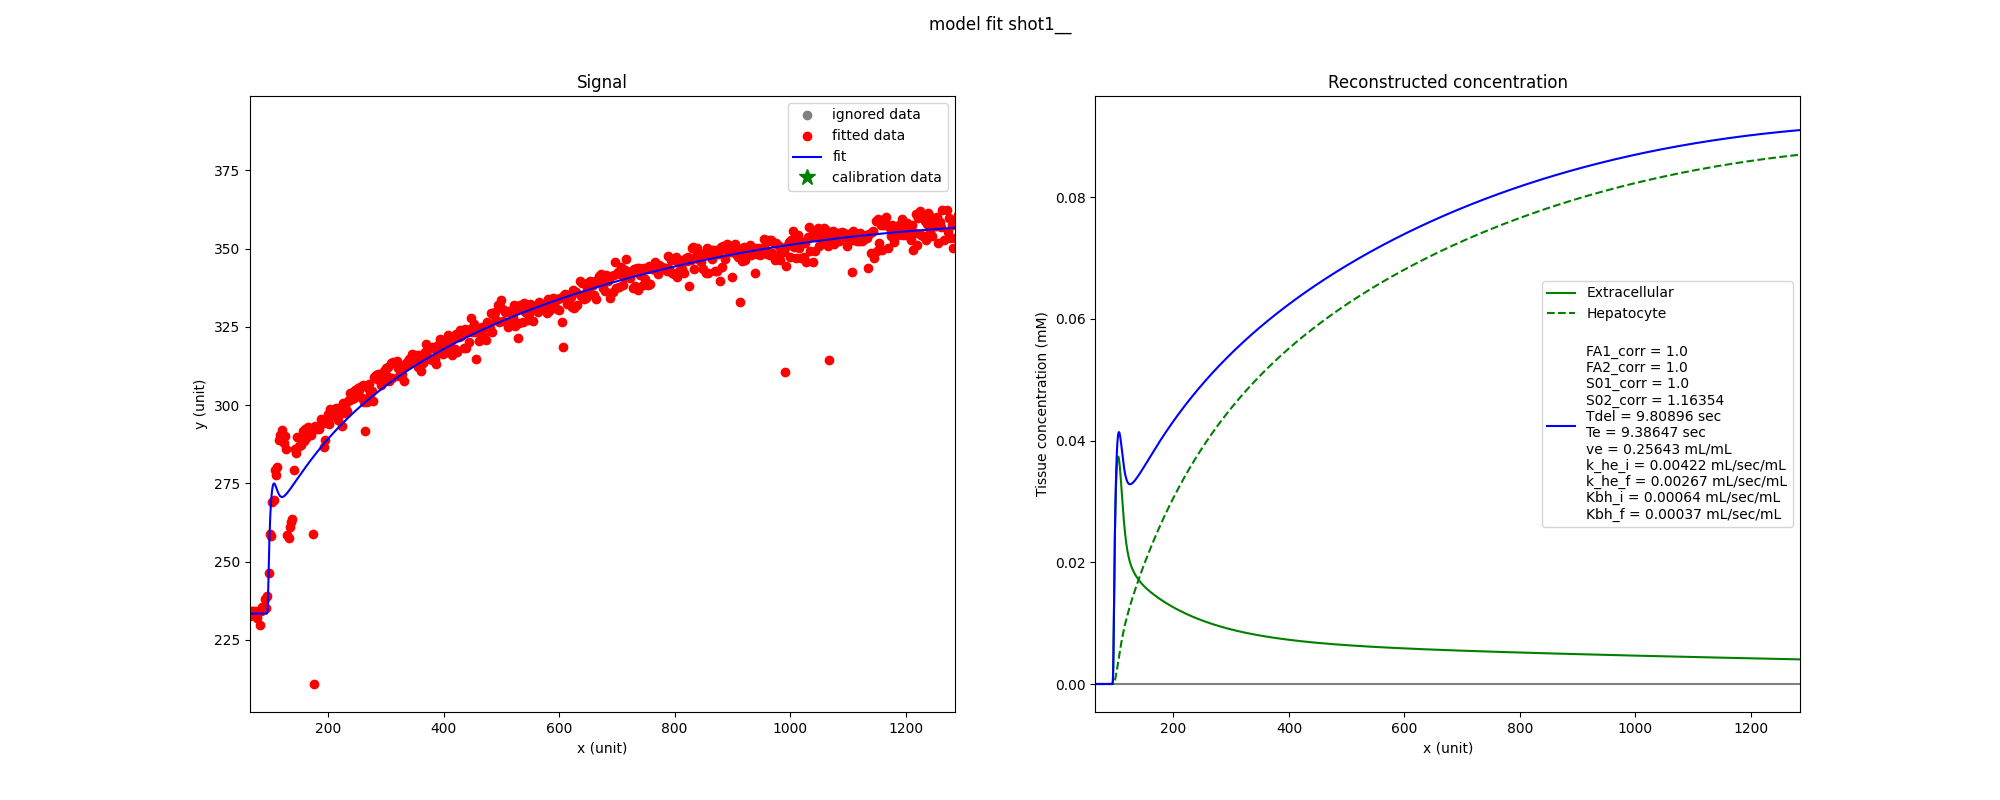 model fit shot1__
Signal
ignored data
fitted data
fit
calibration data
y (unit)
375
350
325
300
275
250
225
200
400
600
800
1000
1200
x (unit)
Reconstructed concentration
Extracellular
Hepatocyte
FA1_corr = 1.0
FA2_corr = 1.0
S01_corr = 1.0
S02_corr = 1.16354
Tdel = 9.80896 sec
Te = 9.38647 sec
ve = 0.25643 mL/mL
k_he_i = 0.00422 mL/sec/mL
k_he_f = 0.00267 mL/sec/mL
Kbh_i = 0.00064 mL/sec/mL
Kbh_f = 0.00037 mL/sec/mL
Tissue concentration (mM)
0.08
0.06
0.04
0.02
0.00
200
400
600
800
1000
1200
x (unit)